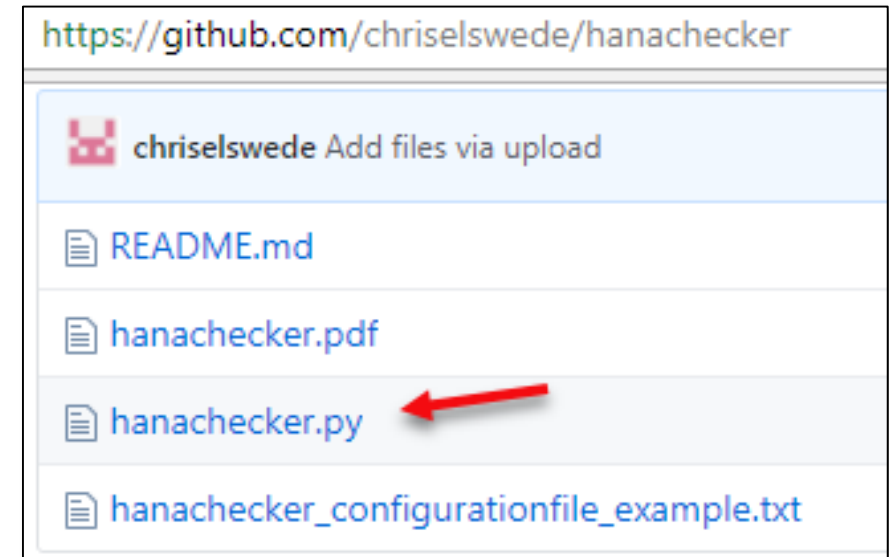 https://github.com/chriselswede/hanachecker
chriselswede Add files via upload
README.md
hanachecker.pdf
hanachecker.py
hanachecker_configurationfile_example.txt